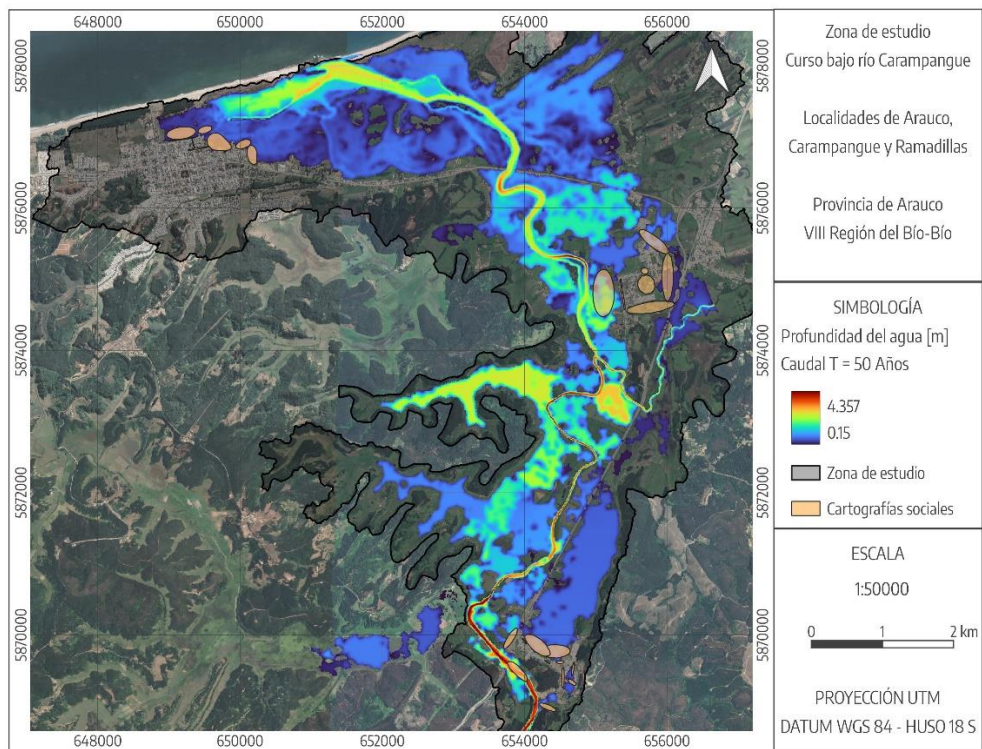 648000
650000
652000
654000
656000
5878000
5876000
5874000
5872000
5870000
5878000
5876000
5874000
5872000
5870000
648000
650000
652000
654000
656000
Zona de estudio
Curso bajo río Carampangue
Localidades de Arauco,
Carampangue y Ramadillas
Provincia de Arauco
VIII Región del Bío-Bío
SIMBOLOGÍA
Profundidad del agua [m]
Caudal T = 50 Años
4.357
0.15
Zona de estudio
Cartografías sociales
ESCALA
1:50000
0 1 2 km
PROYECCIÓN UTM
DATUM WGS 84 - HUSO 18 S